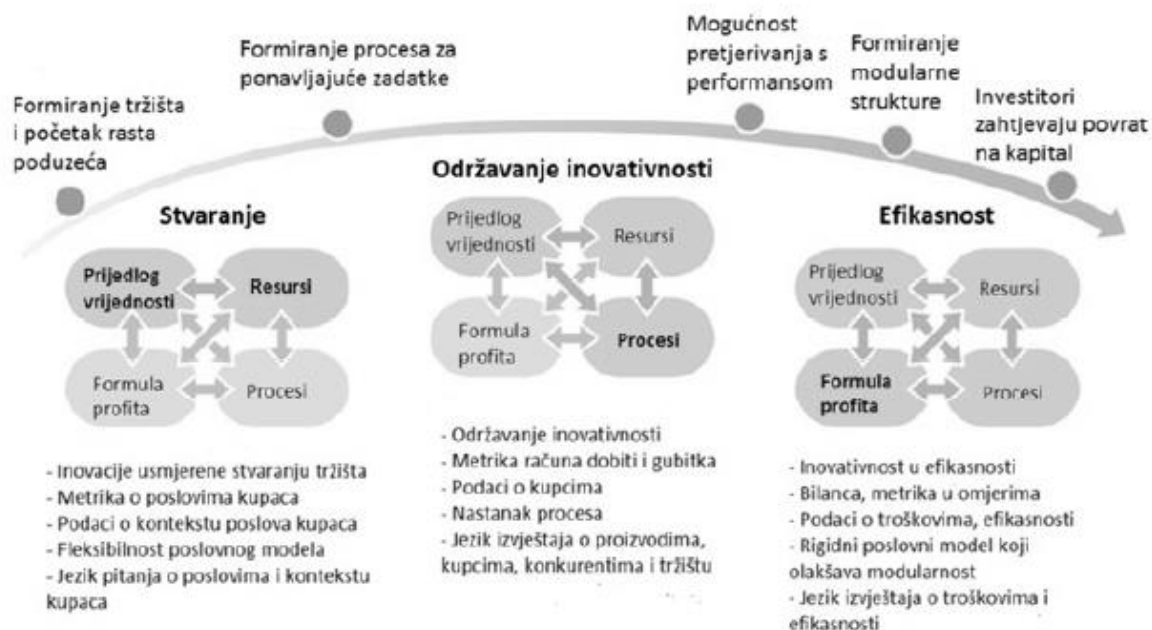 Formiranje tržišta
i početak rasta
poduzeća
Formiranje procesa za
ponavljajuće zadatke
Mogućnost
pretjerivanja s
performansom
Formiranje
modularne
strukture
Investitori
zahtjevaju povrat
na kapital
Stvaranje
Prijedlog
vrijednosti
Resursi
Formula
profita
Procesi
- Inovacije usmjerene stvaranju tržišta
- Metrika o poslovima kupaca
- Podaci o kontekstu poslova kupaca
- Fleksibilnost poslovnog modela
- Jezik pitanja o poslovima i kontekstu
kupaca
Održavanje inovativnosti
Prijedlog
vrijednosti
Resursi
Formula
profita
Procesi
- Održavanje inovativnosti
- Metrika računa dobiti i gubitka
- Podaci o kupcima
- Nastanak procesa
- Jezik izvještaja o proizvodima,
kupcima, konkurentima i tržištu
Efikasnost
Prijedlog
vrijednosti
Resursi
Formula
profita
Procesi
- Inovativnost u efikasnosti
- Bilanca, metrika u omjerima
- Podaci o troškovima, efikasnosti
- Rigidni poslovni model koji
olakšava modularnost
- Jezik izvještaja o troškovima i
efikasnosti